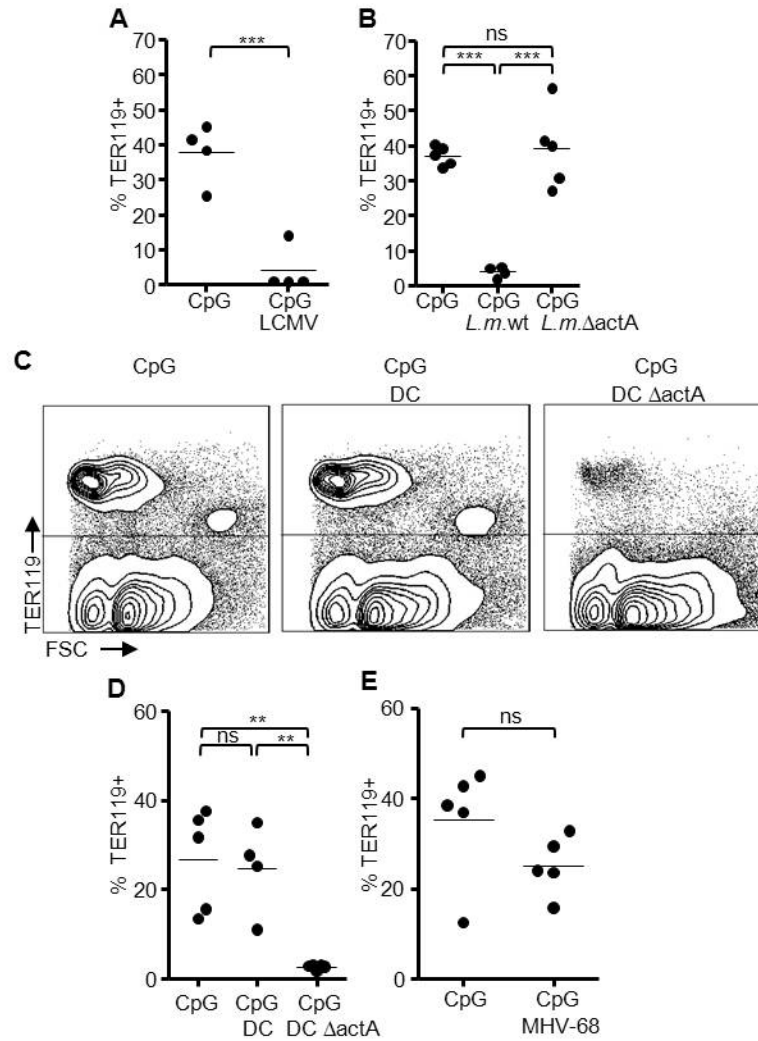 A
70
60
50
40
30
20
10
0
% TER119+
***
CpG
CpG
LCMV
B
70
60
50
40
30
20
10
0
% TER119+
ns
***
***
CpG
CpG
L.m.wt
CpG
L.m.ΔactA
C
CpG
CpG
DC
CpG
DC ΔactA
TER119
FSC
D
60
40
20
0
% TER119+
**
ns
**
CpG
CpG
DC
CpG
DC ΔactA
E
60
40
20
0
% TER119+
ns
CpG
CpG
MHV-68